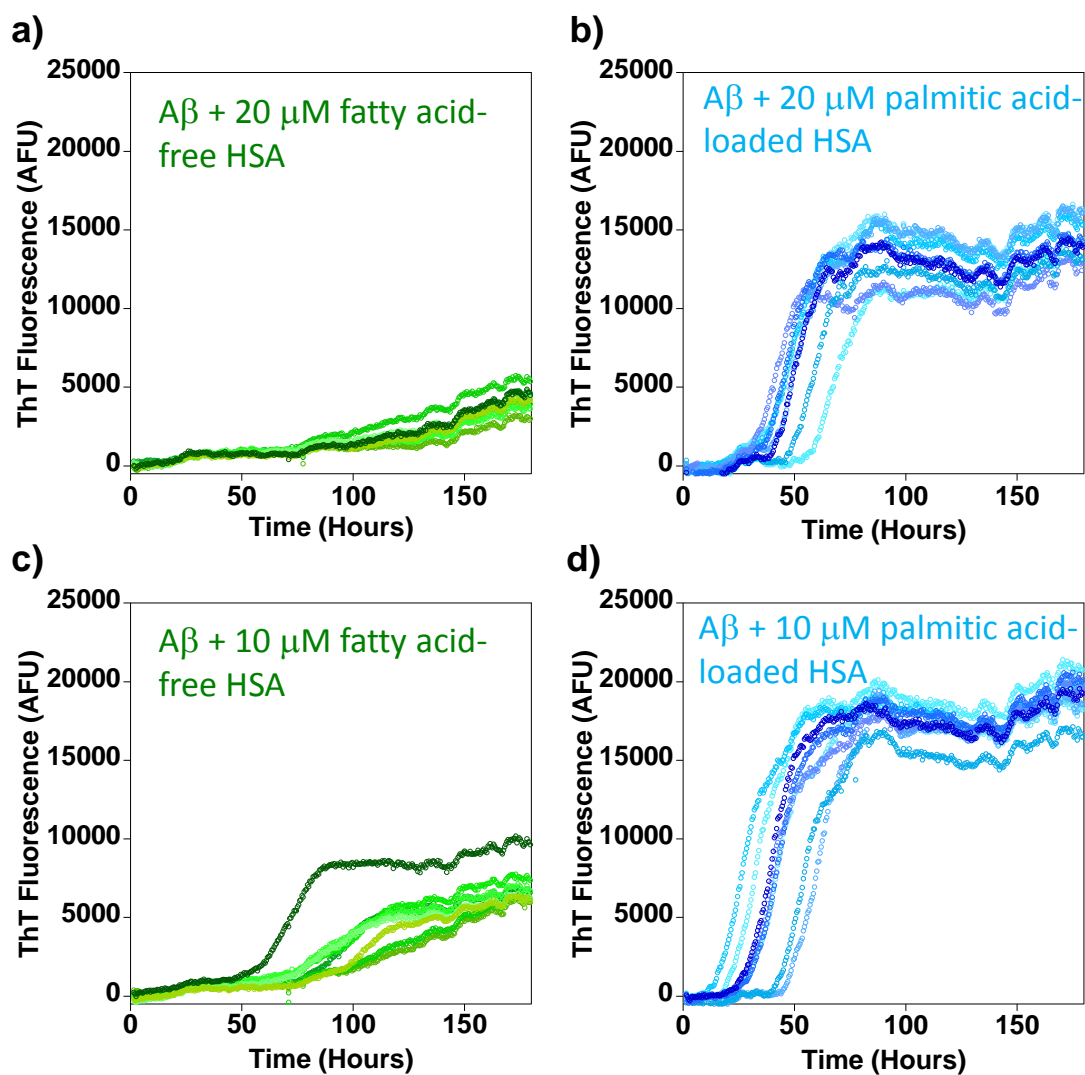 a)
Aβ + 20 μM fatty acid-
free HSA
ThT Fluorescence (AFU)
25000
20000
15000
10000
5000
0
0 50 100 150
Time (Hours)
b)
Aβ + 20 μM palmitic acid-
loaded HSA
ThT Fluorescence (AFU)
25000
20000
15000
10000
5000
0
0 50 100 150
Time (Hours)
c)
Aβ + 10 μM fatty acid-
free HSA
ThT Fluorescence (AFU)
25000
20000
15000
10000
5000
0
0 50 100 150
Time (Hours)
d)
Aβ + 10 μM palmitic acid-
loaded HSA
ThT Fluorescence (AFU)
25000
20000
15000
10000
5000
0
0 50 100 150
Time (Hours)